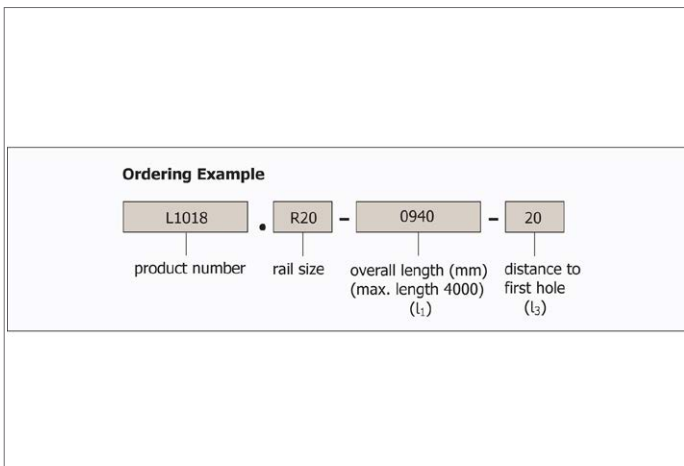 Ordering Example
L1018 . R20 - 0940 - 20
product number rail size overall length (mm) distance to
(max. length 4000) first hole
(l₁) (l₃)